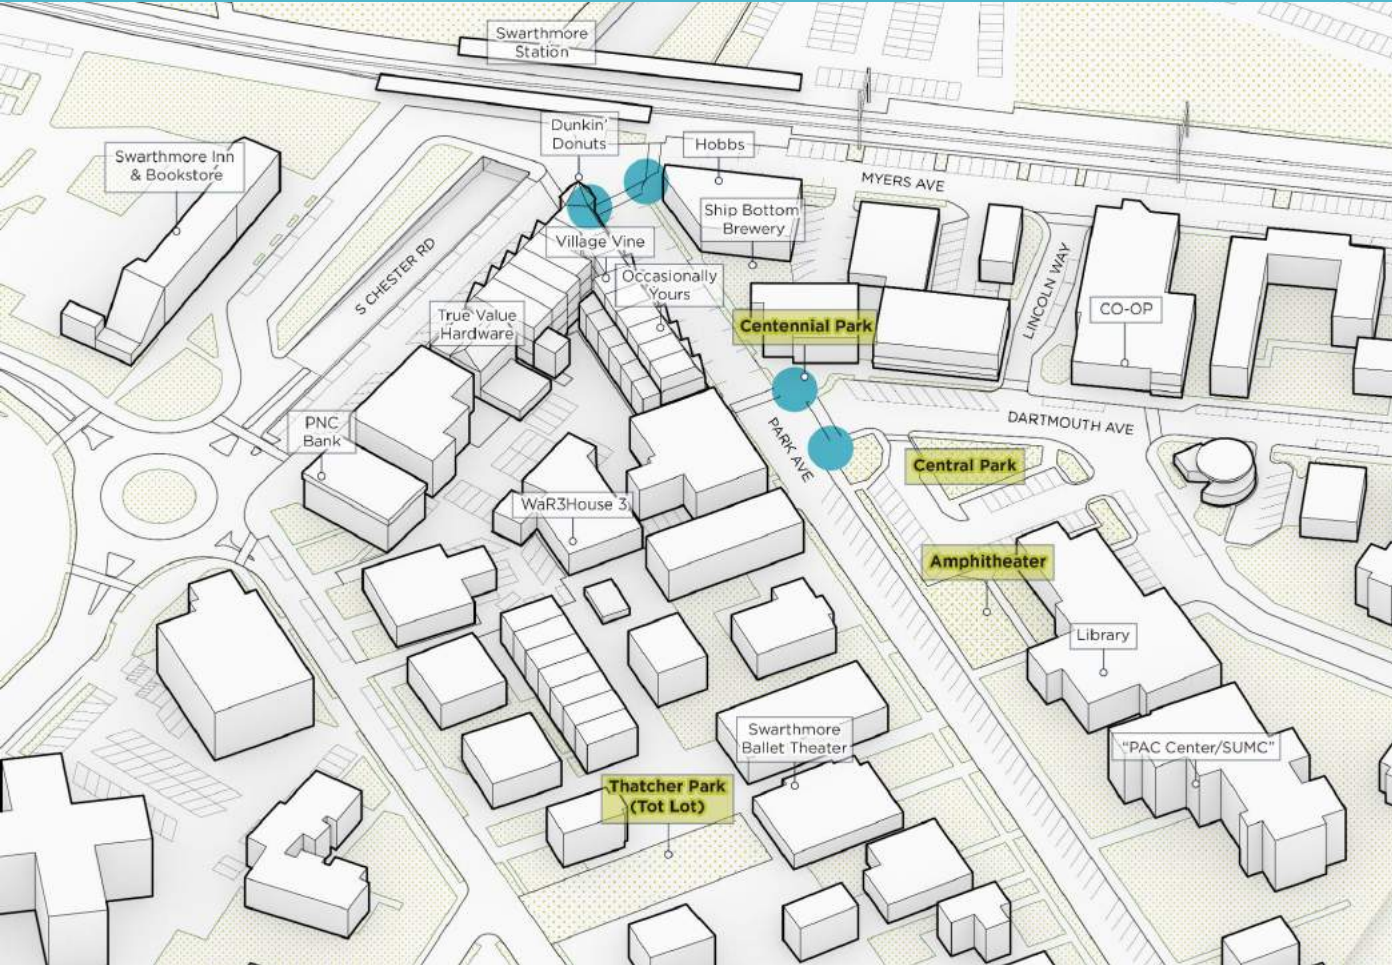 Swarthmore
Station
Dunkin'
Donuts
Hobbs
Swarthmore Inn
& Bookstore
MYERS AVE
Ship Bottom
Brewery
Village Vine
S CHESTER RD
Occasionally
Yours
LINCOLN WAY
True Value
Hardware
Centennial Park
CO-OP
PNC
Bank
PARK AVE
DARTMOUTH AVE
Central Park
WaR3House 3
Amphitheater
Library
Swarthmore
Ballet Theater
"PAC Center/SUMC"
Thatcher Park
(Tot Lot)